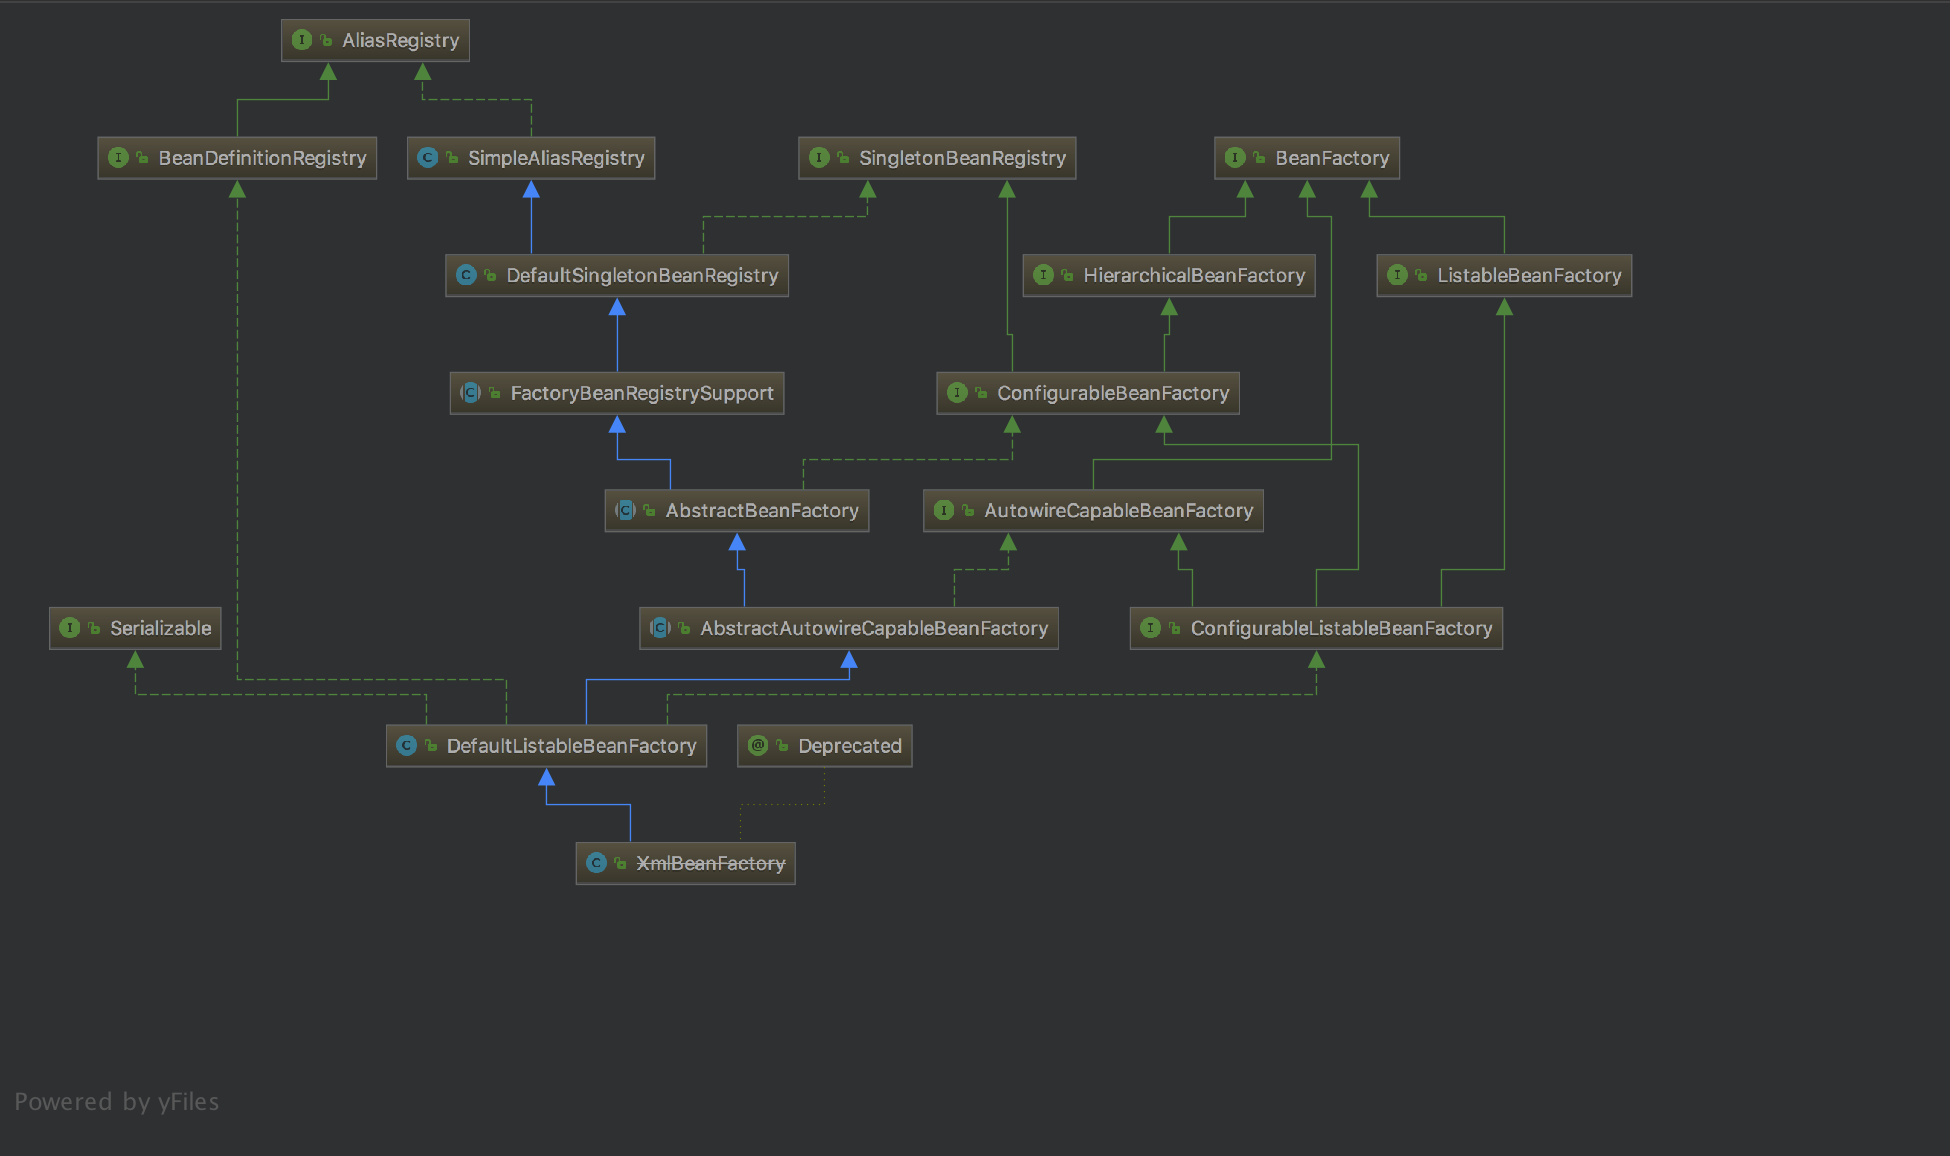 AliasRegistry
BeanDefinitionRegistry
SimpleAliasRegistry
SingletonBeanRegistry
BeanFactory
DefaultSingletonBeanRegistry
HierarchicalBeanFactory
ListableBeanFactory
FactoryBeanRegistrySupport
ConfigurableBeanFactory
AbstractBeanFactory
AutowireCapableBeanFactory
Serializable
AbstractAutowireCapableBeanFactory
ConfigurableListableBeanFactory
DefaultListableBeanFactory
Deprecated
XmlBeanFactory
Powered by yFiles